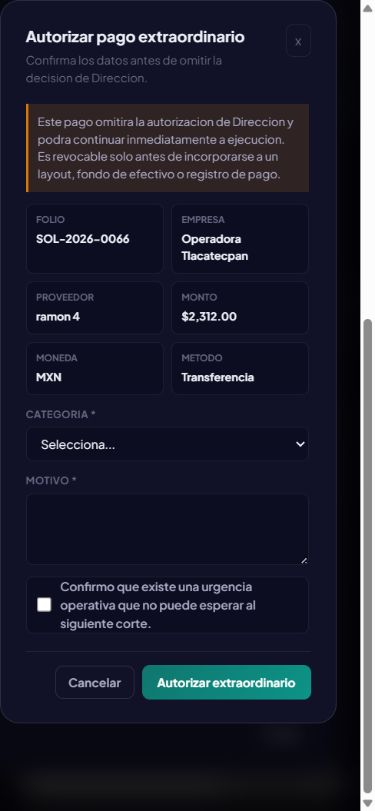 Autorizar pago extraordinario
x
Confirma los datos antes de omitir la
decision de Direccion.
Este pago omitira la autorizacion de Direccion y
podra continuar inmediatamente a ejecucion.
Es revocable solo antes de incorporarse a un
layout, fondo de efectivo o registro de pago.
FOLIO
SOL-2026-0066
EMPRESA
Operadora
Tlacatecpan
PROVEEDOR
ramon 4
MONTO
$2,312.00
MONEDA
MXN
METODO
Transferencia
CATEGORIA *
Selecciona...
MOTIVO *
Confirmo que existe una urgencia
operativa que no puede esperar al
siguiente corte.
Cancelar
Autorizar extraordinario